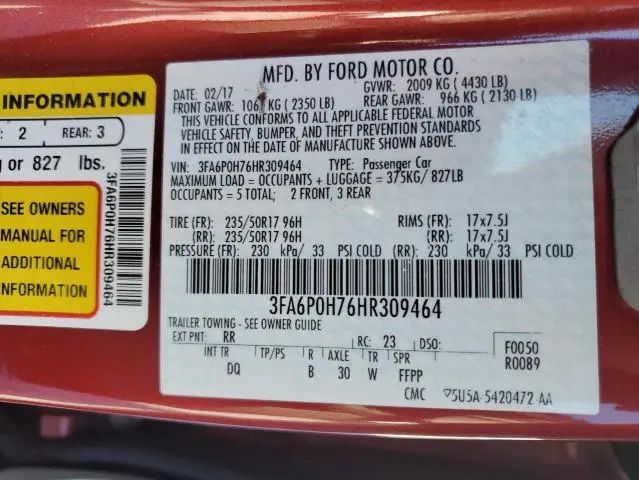 INFORMATION
: 2 REAR: 3
g or 827 lbs.
SEE OWNERS
MANUAL FOR
ADDITIONAL
INFORMATION
3FA6P0H76HR309464
MFD. BY FORD MOTOR CO.
DATE: 02/17 GVWR: 2009 KG ( 4430 LB)
FRONT GAWR: 106 KG ( 2350 LB) REAR GAWR: 966 KG ( 2130 LB)
THIS VEHICLE CONFORMS TO ALL APPLICABLE FEDERAL MOTOR
VEHICLE SAFETY, BUMPER, AND THEFT PREVENTION STANDARDS
IN EFFECT ON THE DATE OF MANUFACTURE SHOWN ABOVE.
VIN: 3FA6P0H76HR309464 TYPE: Passenger Car
MAXIMUM LOAD = OCCUPANTS + LUGGAGE = 375KG/ 827LB
OCCUPANTS = 5 TOTAL; 2 FRONT, 3 REAR
TIRE (FR): 235/50R17 96H RIMS (FR): 17x7.5J
(RR): 235/50R17 96H (RR): 17x7.5J
PRESSURE (FR): 230 kPa/ 33 PSI COLD (RR): 230 kPa/ 33 PSI COLD
3FA6P0H76HR309464
TRAILER TOWING - SEE OWNER GUIDE
EXT PNT: RR RC: 23 DSO: F0050
INT TR TP/PS R AXLE TR SPR R0089
DQ B 30 W FFPP
CMC ▽5U5A-5420472 AA